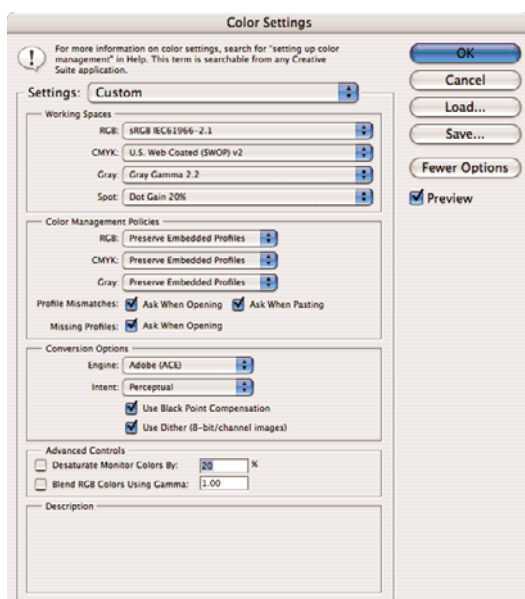 Color Settings
For more information on color settings, search for "setting up color
management" in Help. This term is searchable from any Creative
Suite application.
Settings: Custom
Working Spaces
RGB: sRGB IEC61966-2.1
CMYK: U.S. Web Coated (SWOP) v2
Gray: Gray Gamma 2.2
Spot: Dot Gain 20%
Color Management Policies
RGB: Preserve Embedded Profiles
CMYK: Preserve Embedded Profiles
Gray: Preserve Embedded Profiles
Profile Mismatches: Ask When Opening Ask When Pasting
Missing Profiles: Ask When Opening
Conversion Options
Engine: Adobe (ACE)
Intent: Perceptual
Use Black Point Compensation
Use Dither (8-bit/channel images)
Advanced Controls
Desaturate Monitor Colors By: 20 %
Blend RGB Colors Using Gamma: 1.00
Description
OK
Cancel
Load...
Save...
Fewer Options
Preview